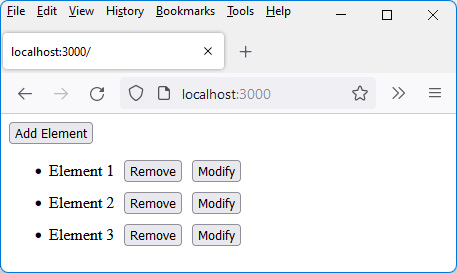 File Edit View History Bookmarks Tools Help
localhost:3000/
localhost:3000
Add Element
Element 1 Remove Modify
Element 2 Remove Modify
Element 3 Remove Modify